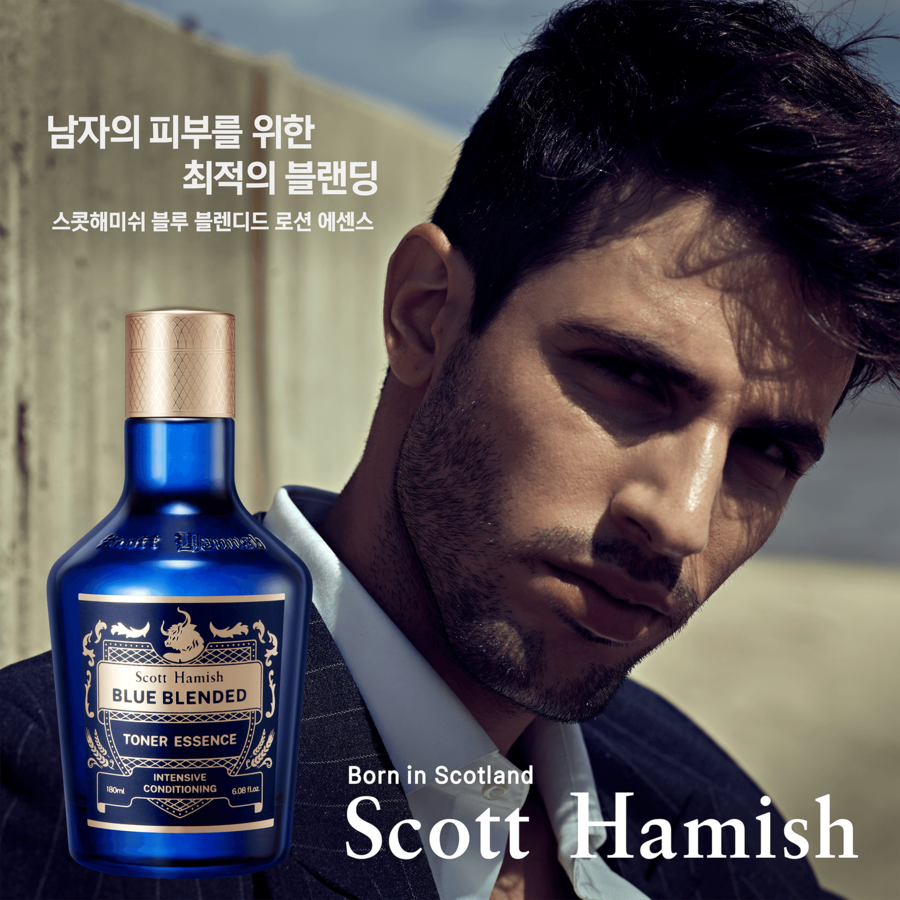 남자의 피부를 위한
최적의 블랜딩
스콧해미쉬 블루 블렌디드 로션 에센스
Scott Hamish
Scott Hamish
BLUE BLENDED
TONER ESSENCE
INTENSIVE
CONDITIONING
180ml
6.08 fl.oz.
Born in Scotland
Scott Hamish